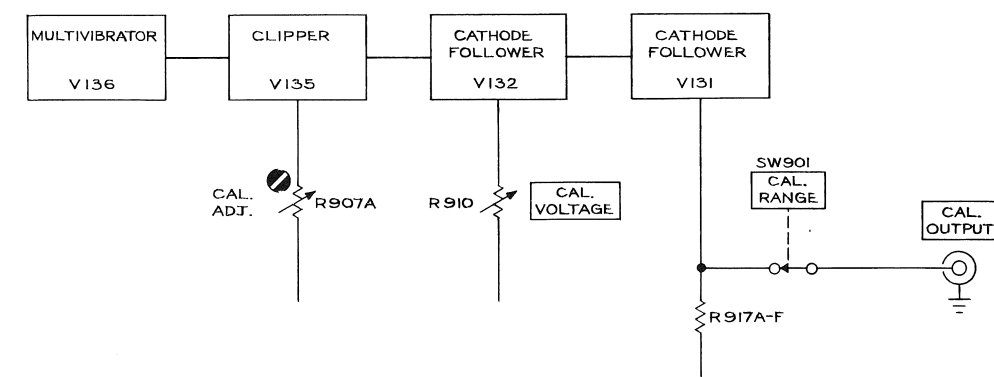 MULTIVIBRATOR
V136
CLIPPER
V135
CATHODE
FOLLOWER
V132
CATHODE
FOLLOWER
V131
CAL.
ADJ.
R907A
R910
CAL.
VOLTAGE
SW901
CAL.
RANGE
CAL.
OUTPUT
R917A-F